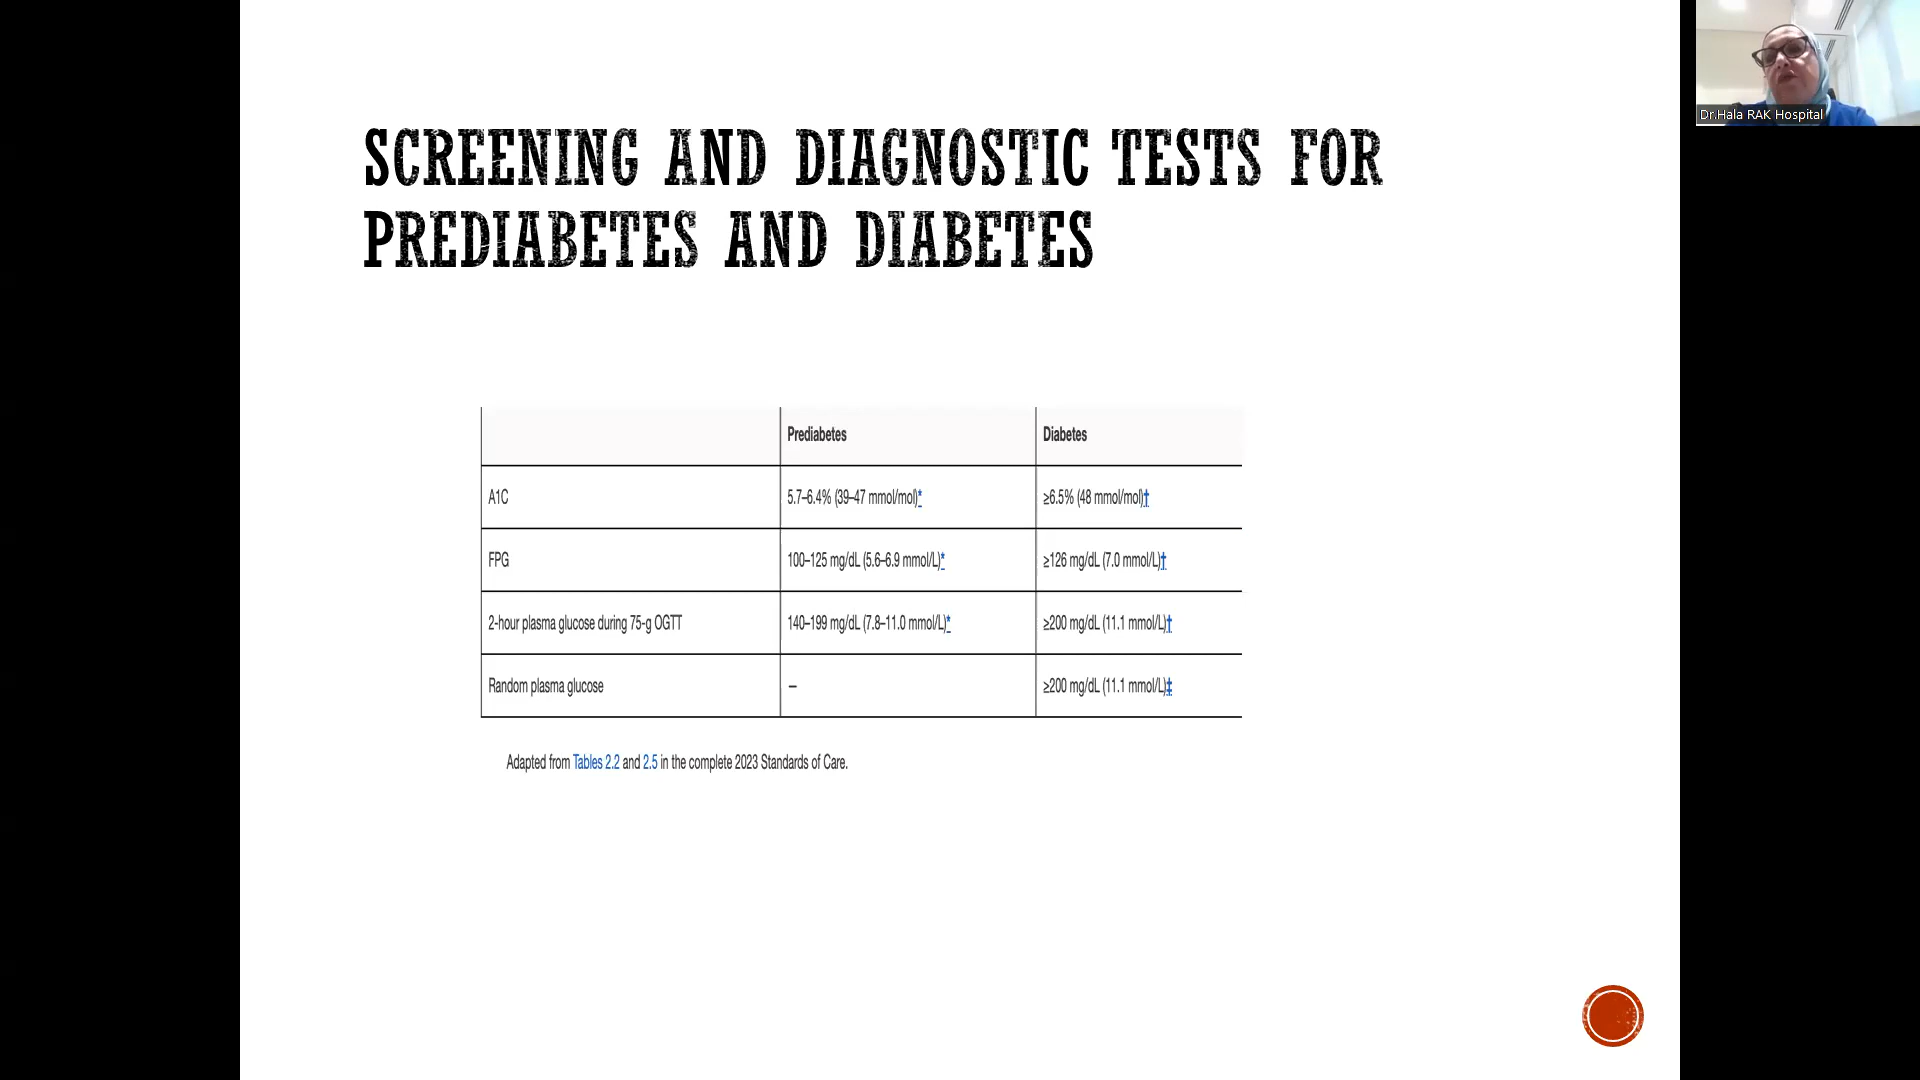 SCREENING AND DIAGNOSTIC TESTS FOR
PREDIABETES AND DIABETES
Dr.Hala RAK Hospital
Prediabetes Diabetes
A1C 5.7–6.4% (39–47 mmol/mol)* ≥6.5% (48 mmol/mol)†
FPG 100–125 mg/dL (5.6–6.9 mmol/L)* ≥126 mg/dL (7.0 mmol/L)†
2-hour plasma glucose during 75-g OGTT 140–199 mg/dL (7.8–11.0 mmol/L)* ≥200 mg/dL (11.1 mmol/L)†
Random plasma glucose – ≥200 mg/dL (11.1 mmol/L)‡
Adapted from Tables 2.2 and 2.5 in the complete 2023 Standards of Care.